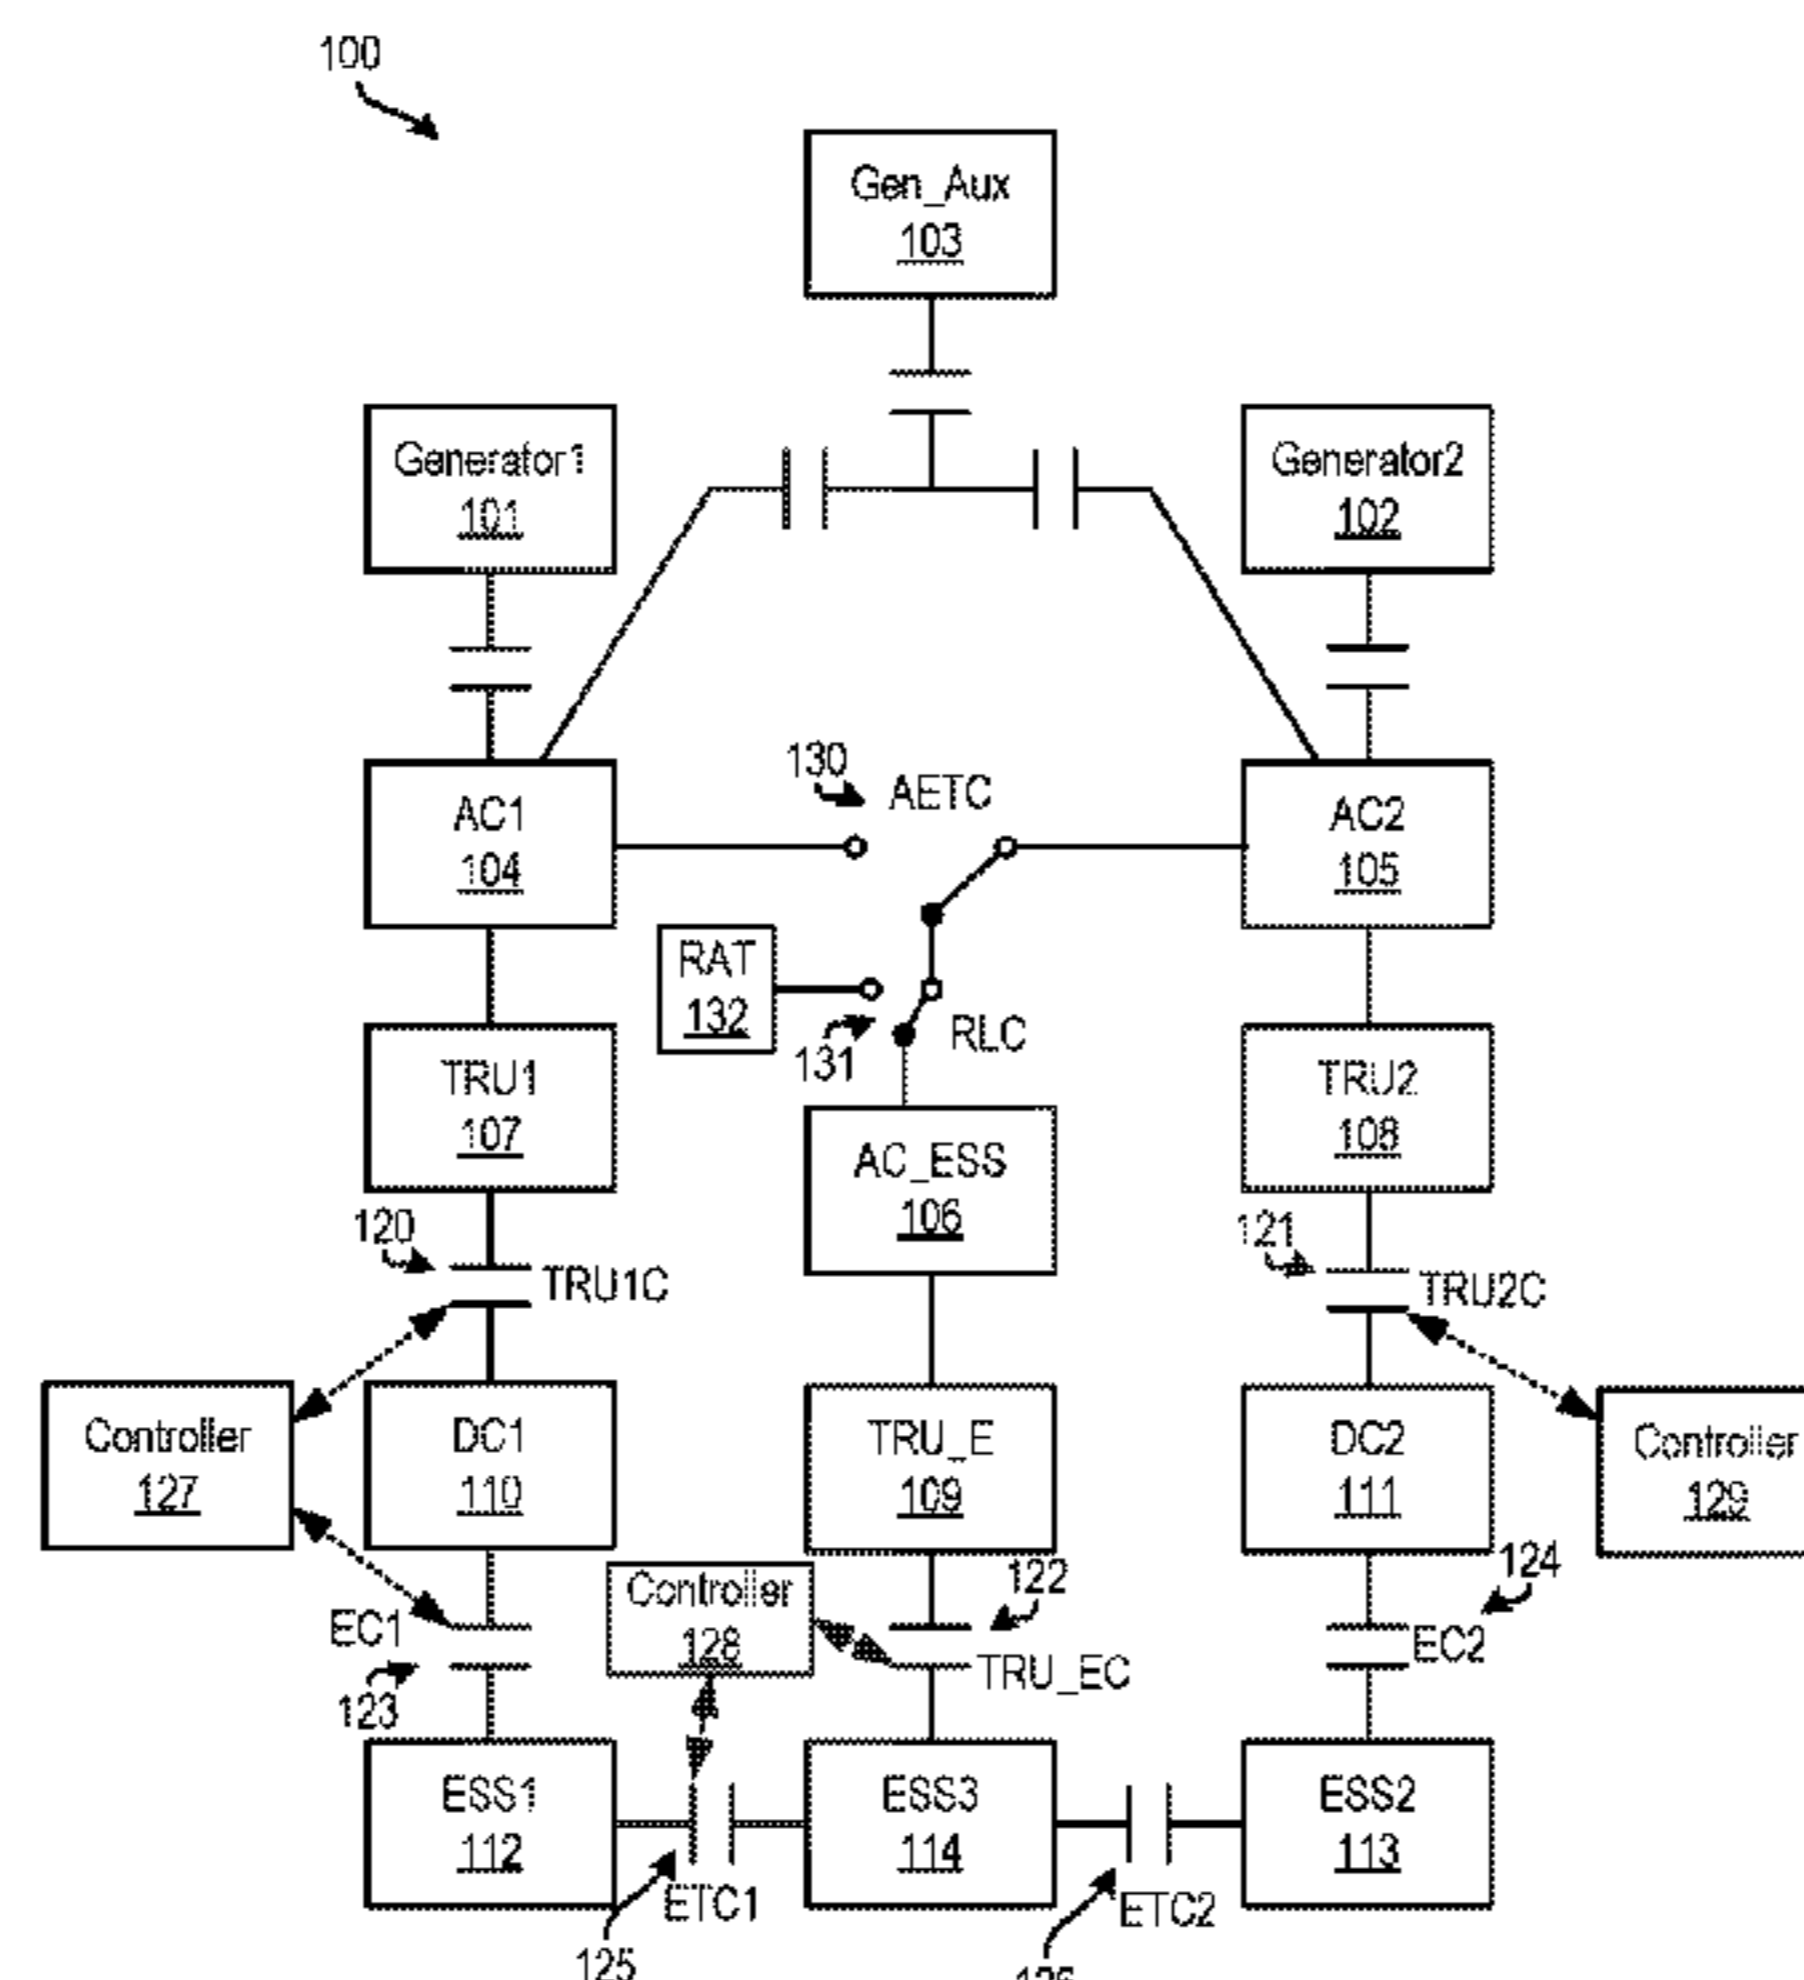 100
Gen_Aux
103
Generator1
101
Generator2
102
130
AETC
AC1
104
AC2
105
RAT
132
131
RLC
TRU1
107
TRU2
108
AC_ESS
106
120
TRU1C
121
TRU2C
Controller
127
DC1
110
TRU_E
109
DC2
111
Controller
129
122
124
Controller
128
EC1
123
TRU_EC
EC2
ESS1
112
ESS3
114
ESS2
113
ETC1
125
ETC2